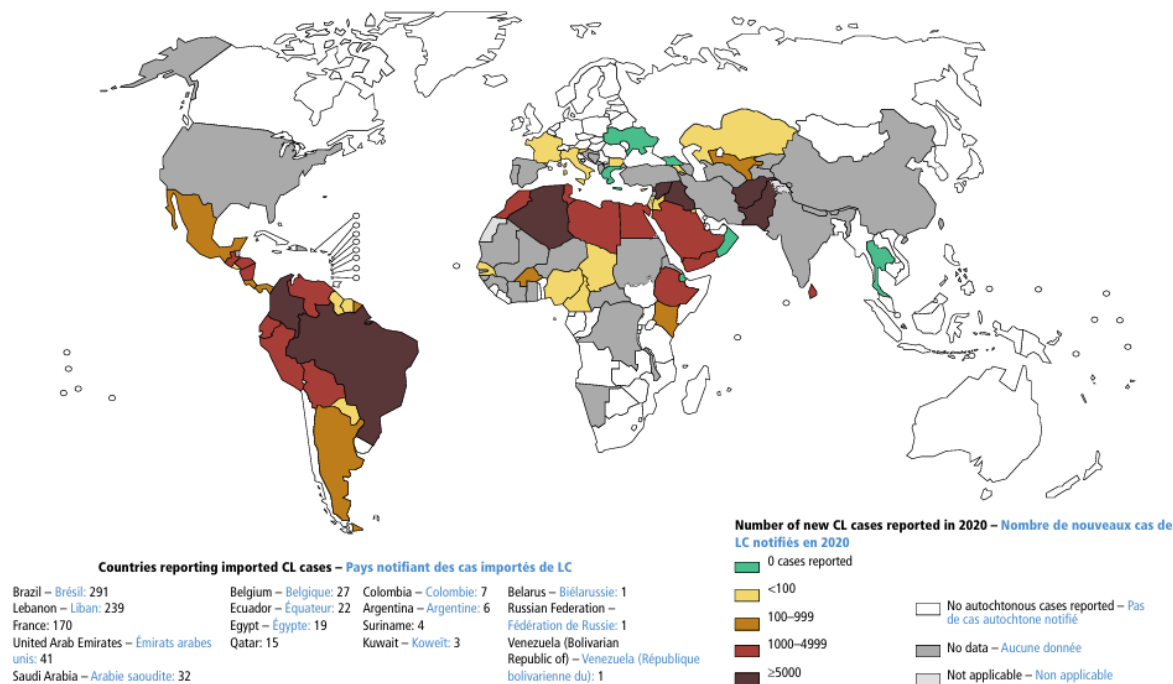 Countries reporting imported CL cases – Pays notifiant des cas importés de LC
Brazil – Brésil: 291
Lebanon – Liban: 239
France: 170
United Arab Emirates – Émirats arabes
unis: 41
Saudi Arabia – Arabie saoudite: 32
Belgium – Belgique: 27
Ecuador – Équateur: 22
Egypt – Égypte: 19
Qatar: 15
Colombia – Colombie: 7
Argentina – Argentine: 6
Suriname: 4
Kuwait – Koweït: 3
Belarus – Biélarussie: 1
Russian Federation –
Fédération de Russie: 1
Venezuela (Bolivarian
Republic of) – Venezuela (République
bolivarienne du): 1
Number of new CL cases reported in 2020 – Nombre de nouveaux cas de
LC notifiés en 2020
0 cases reported
<100
100–999
1000–4999
≥5000
No autochtonous cases reported – Pas
de cas autochtone notifié
No data – Aucune donnée
Not applicable – Non applicable